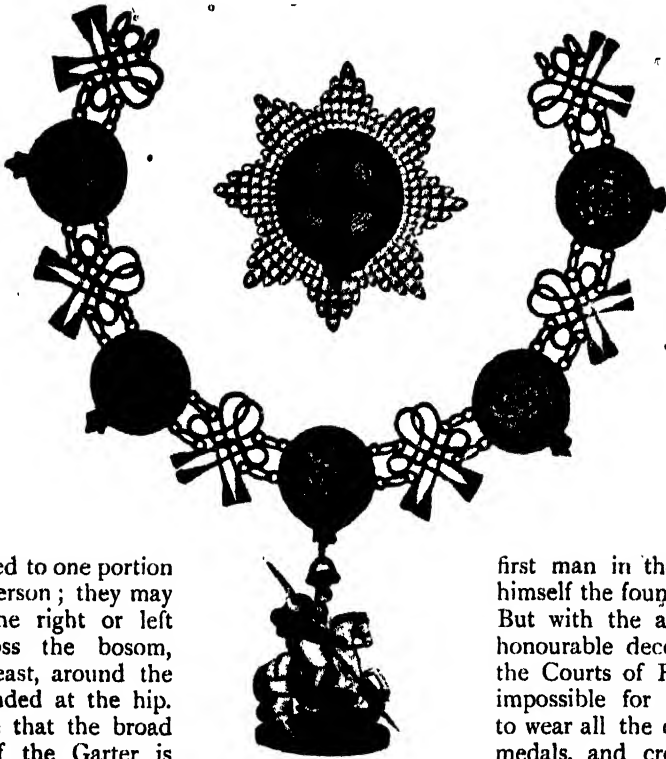 ed to one portion
erson ; they may
he right or left
ss the bosom,
east, around the
nded at the hip.
that the broad
f the Garter is
first man in th
himself the foun
But with the a
honourable deco
the Courts of
impossible for
to wear all the
medals, and cr